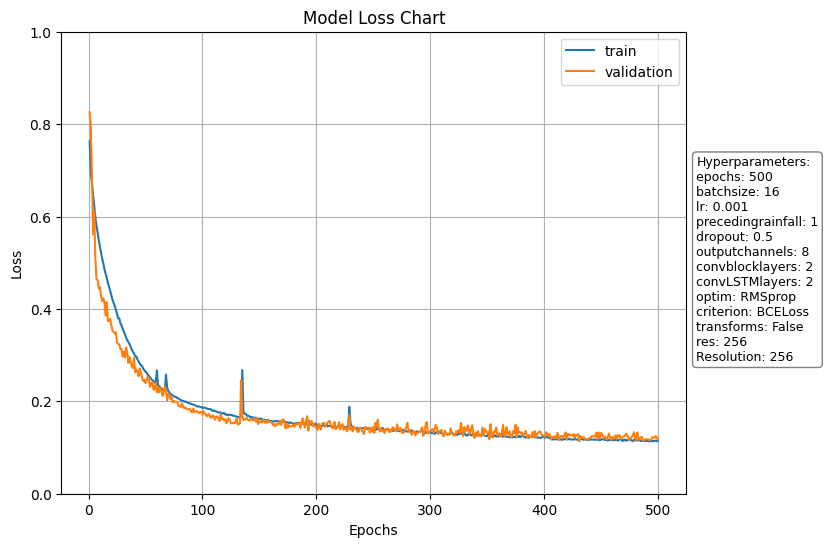 Model Loss Chart
train
validation
1.0
0.8
0.6
0.4
0.2
0.0
Loss
0
100
200
300
400
500
Epochs
Hyperparameters:
epochs: 500
batchsize: 16
lr: 0.001
precedingrainfall: 1
dropout: 0.5
outputchannels: 8
convblocklayers: 2
convLSTMlayers: 2
optim: RMSprop
criterion: BCELoss
transforms: False
res: 256
Resolution: 256